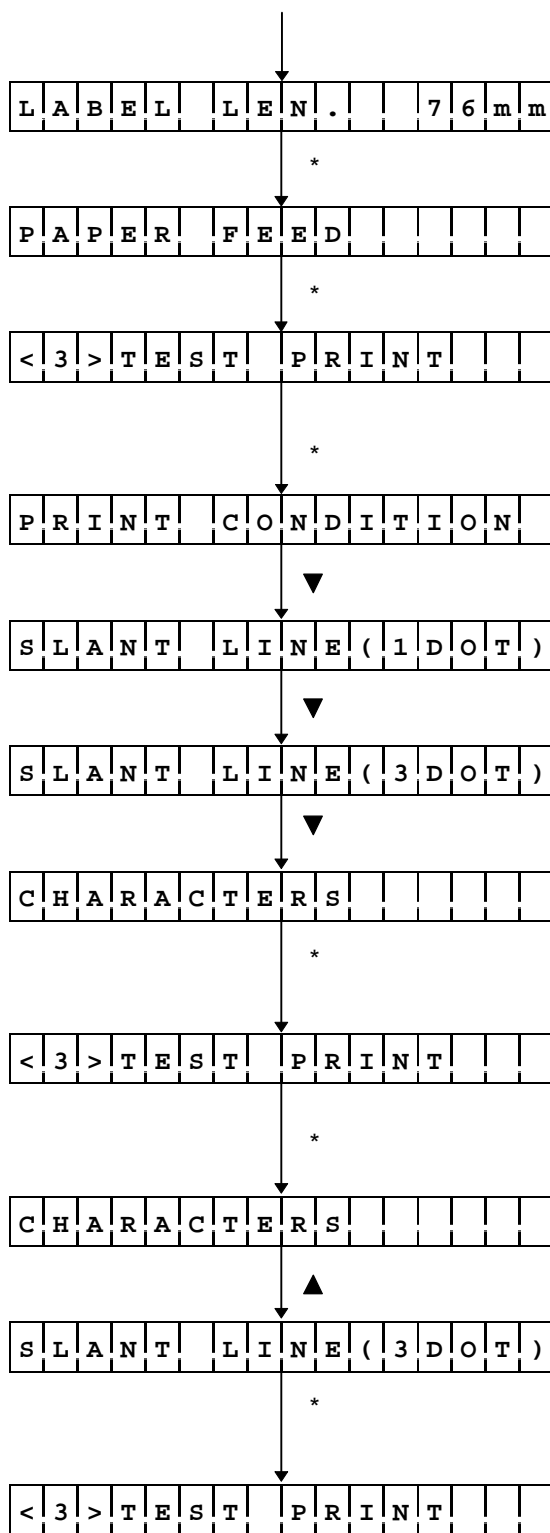 LABEL LEN.  76mm
*
PAPER FEED
*
<3>TEST PRINT
*
PRINT CONDITION
▼
SLANT LINE(1DOT)
▼
SLANT LINE(3DOT)
▼
CHARACTERS
*
<3>TEST PRINT
*
CHARACTERS
▲
SLANT LINE(3DOT)
*
<3>TEST PRINT